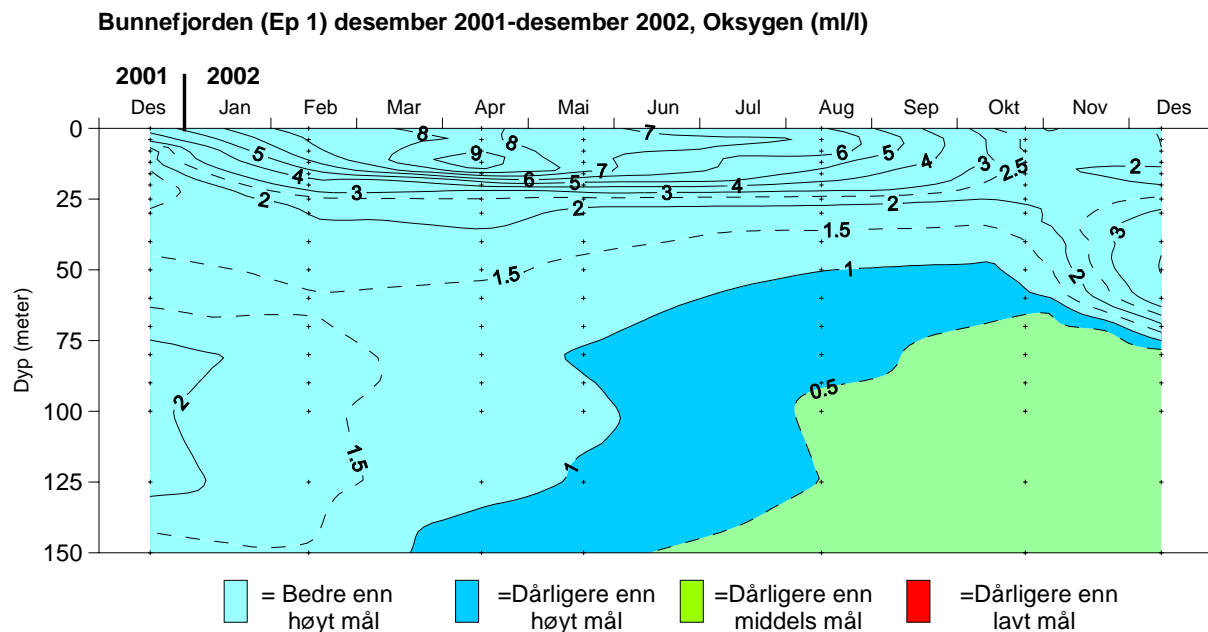 Bunnefjorden (Ep 1) desember 2001-desember 2002, Oksygen (ml/l)
2001 2002
Des Jan Feb Mar Apr Mai Jun Jul Aug Sep Okt Nov Des
Dyp (meter)
0
25
50
75
100
125
150
8 8 7
5 9 6 5 4
4 7 3 2.5 2
2 3 6 5 3 4 2
2 1.5 3
1.5 1 2
2 0.5
1.5 1
= Bedre enn
høyt mål
=Dårligere enn
høyt mål
=Dårligere enn
middels mål
=Dårligere enn
lavt mål